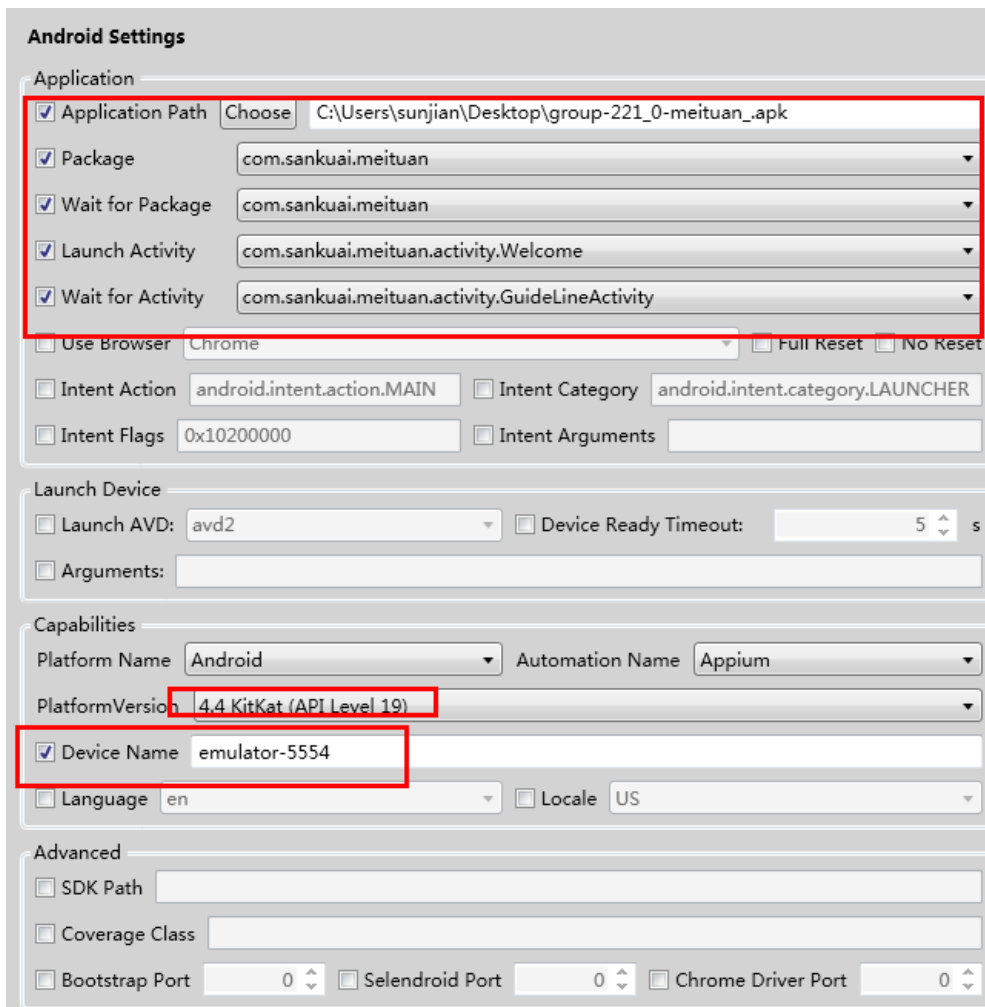 Android Settings
Application
Application Path Choose C:\Users\sunjian\Desktop\group-221_0-meituan_.apk
Package com.sankuai.meituan
Wait for Package com.sankuai.meituan
Launch Activity com.sankuai.meituan.activity.Welcome
Wait for Activity com.sankuai.meituan.activity.GuideLineActivity
Use Browser Chrome Full Reset No Reset
Intent Action android.intent.action.MAIN Intent Category android.intent.category.LAUNCHER
Intent Flags 0x10200000 Intent Arguments
Launch Device
Launch AVD: avd2 Device Ready Timeout: 5 s
Arguments:
Capabilities
Platform Name Android Automation Name Appium
PlatformVersion 4.4 KitKat (API Level 19)
Device Name emulator-5554
Language en Locale US
Advanced
SDK Path
Coverage Class
Bootstrap Port 0 Selendroid Port 0 Chrome Driver Port 0